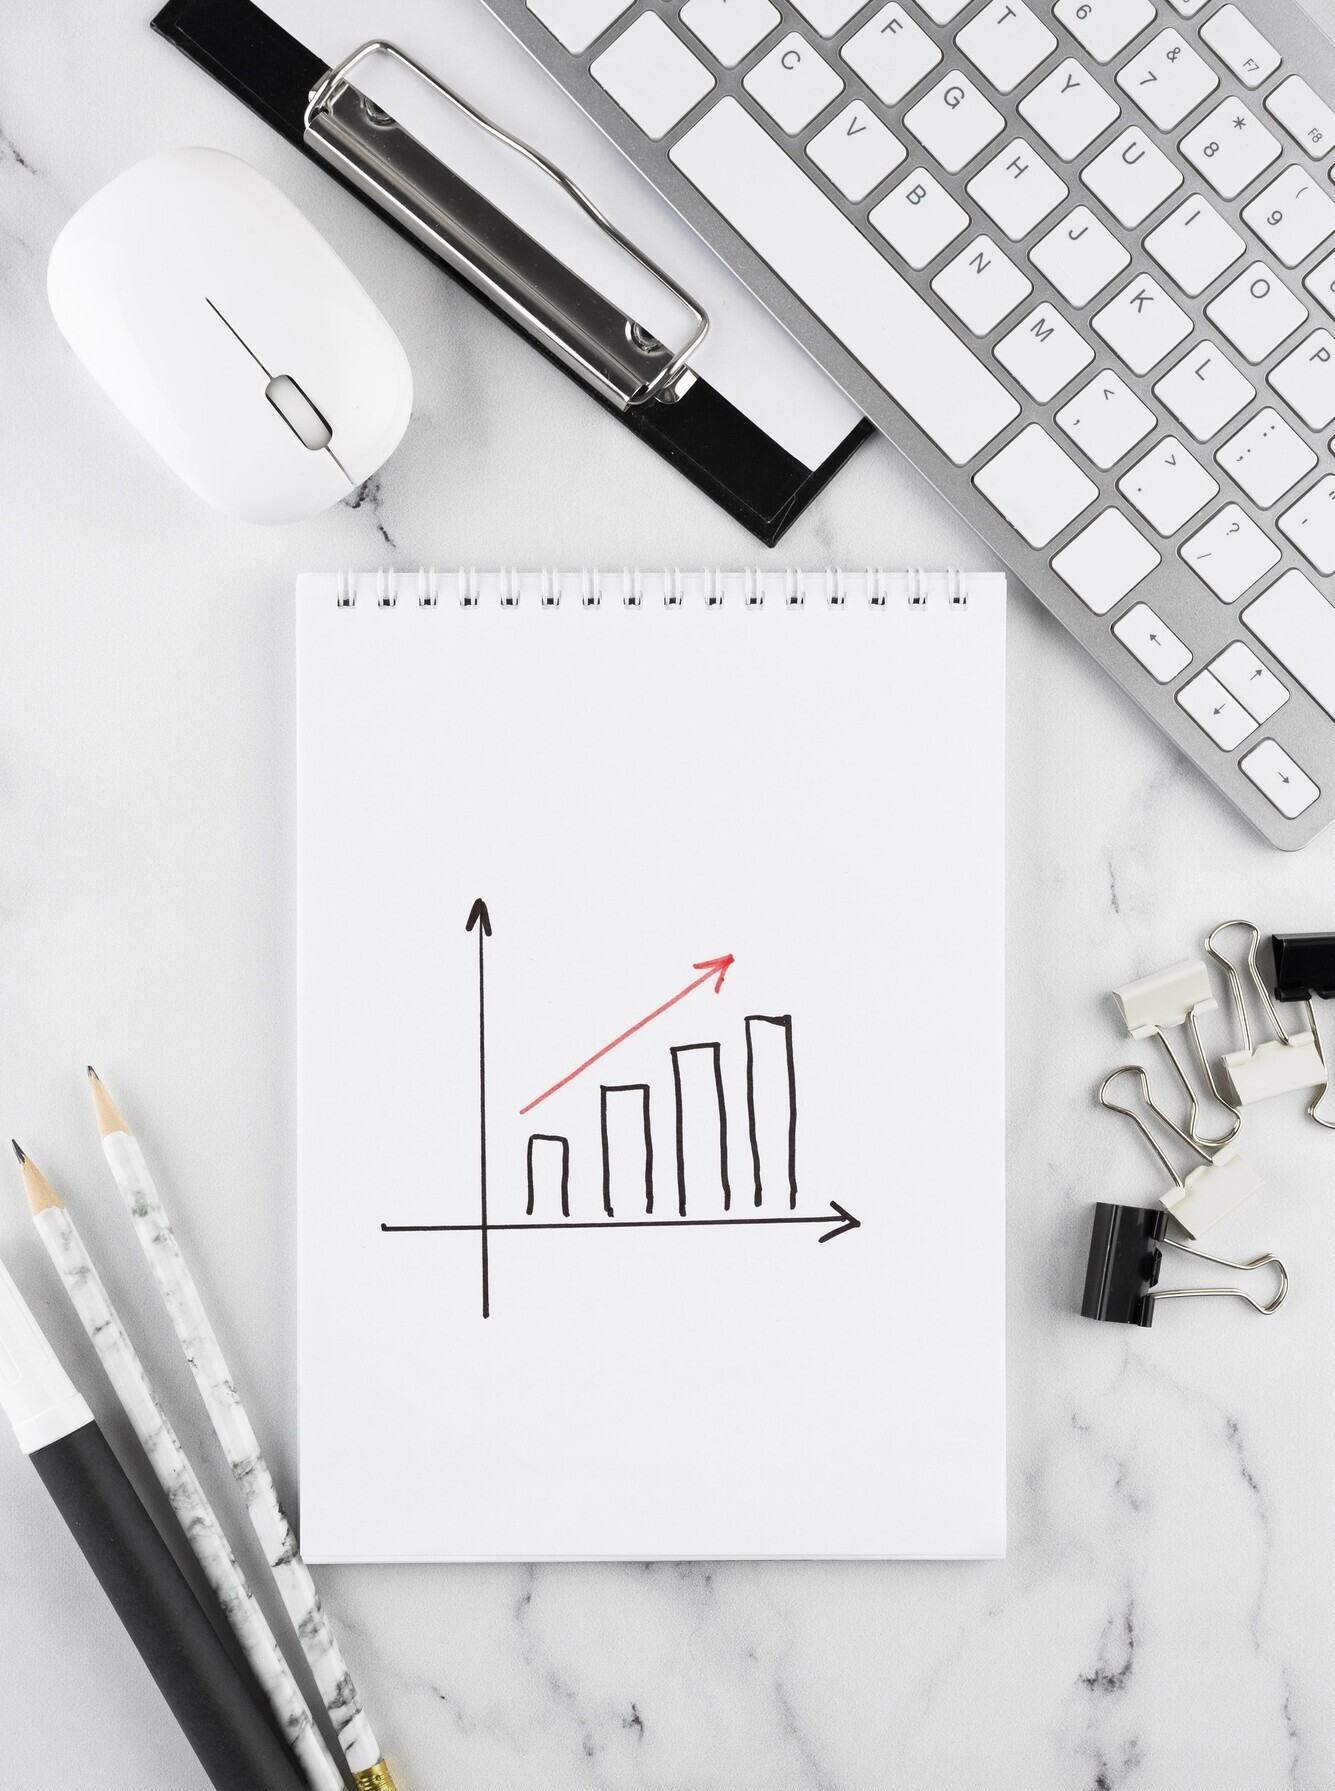 F T 6
C G Y & 7 F7
V H U * 8 F8
B J I ( 9
N K O
M L P
< ,
> . : ;
? / " '
←
↑
↓
→